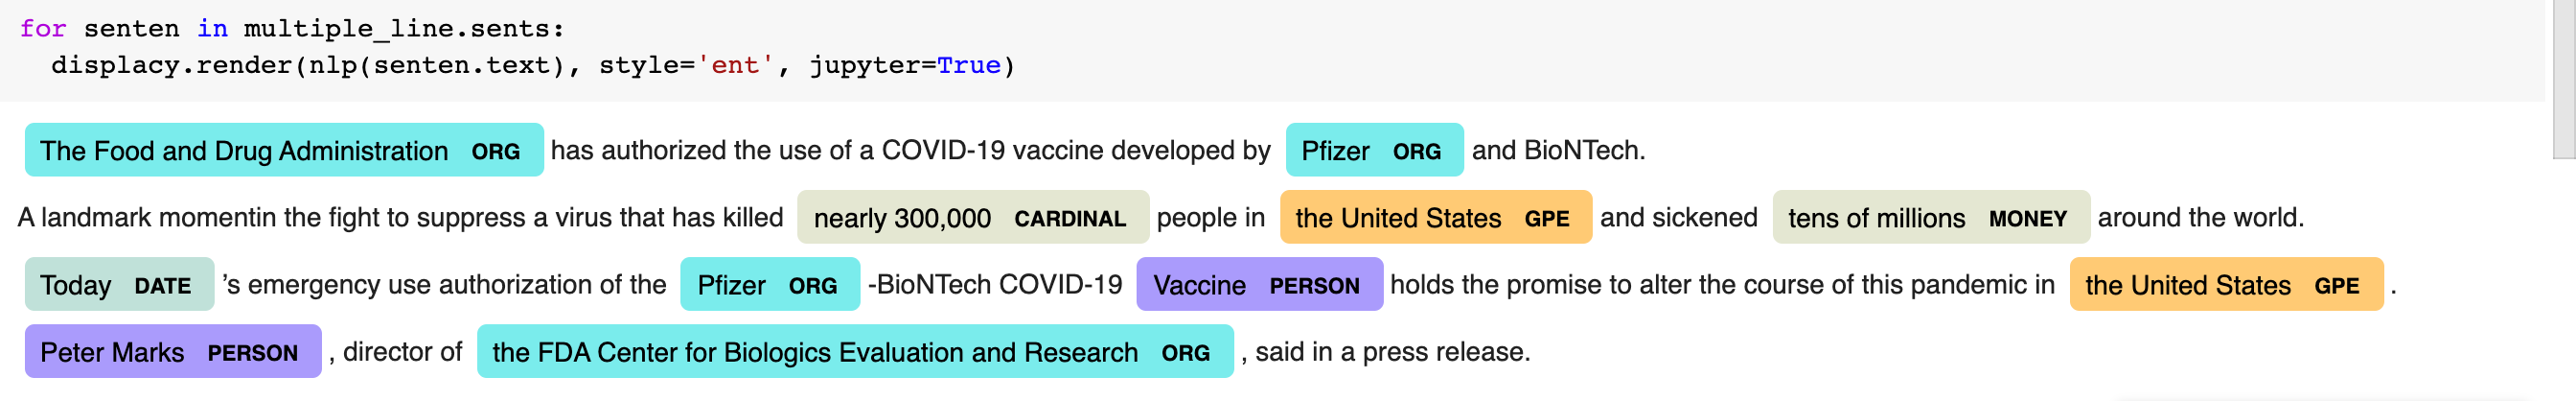 for senten in multiple_line.sents:
  displacy.render(nlp(senten.text), style='ent', jupyter=True)
The Food and Drug Administration ORG has authorized the use of a COVID-19 vaccine developed by Pfizer ORG and BioNTech.
A landmark momentin the fight to suppress a virus that has killed nearly 300,000 CARDINAL people in the United States GPE and sickened tens of millions MONEY around the world.
Today DATE ’s emergency use authorization of the Pfizer ORG -BioNTech COVID-19 Vaccine PERSON holds the promise to alter the course of this pandemic in the United States GPE .
Peter Marks PERSON , director of the FDA Center for Biologics Evaluation and Research ORG , said in a press release.